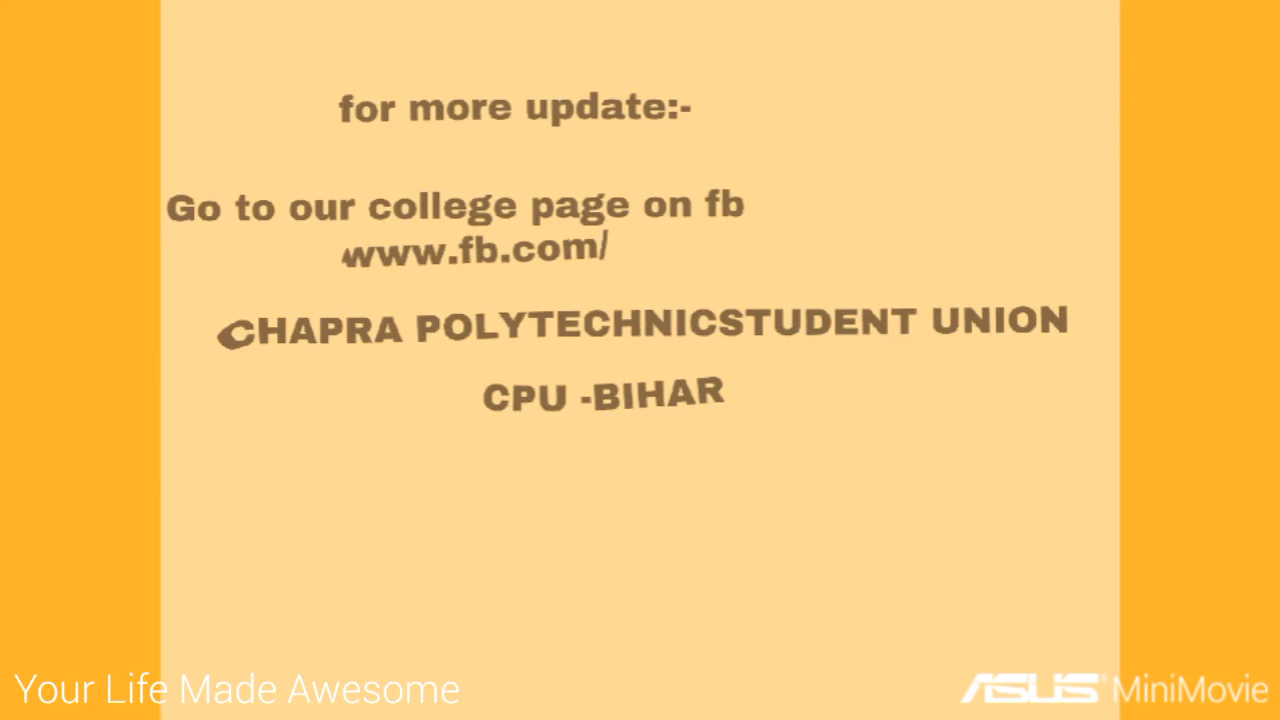 for more update:-
Go to our college page on fb
www.fb.com/
CHAPRA POLYTECHNICSTUDENT UNION
CPU -BIHAR
Your Life Made Awesome
ASUS MiniMovie